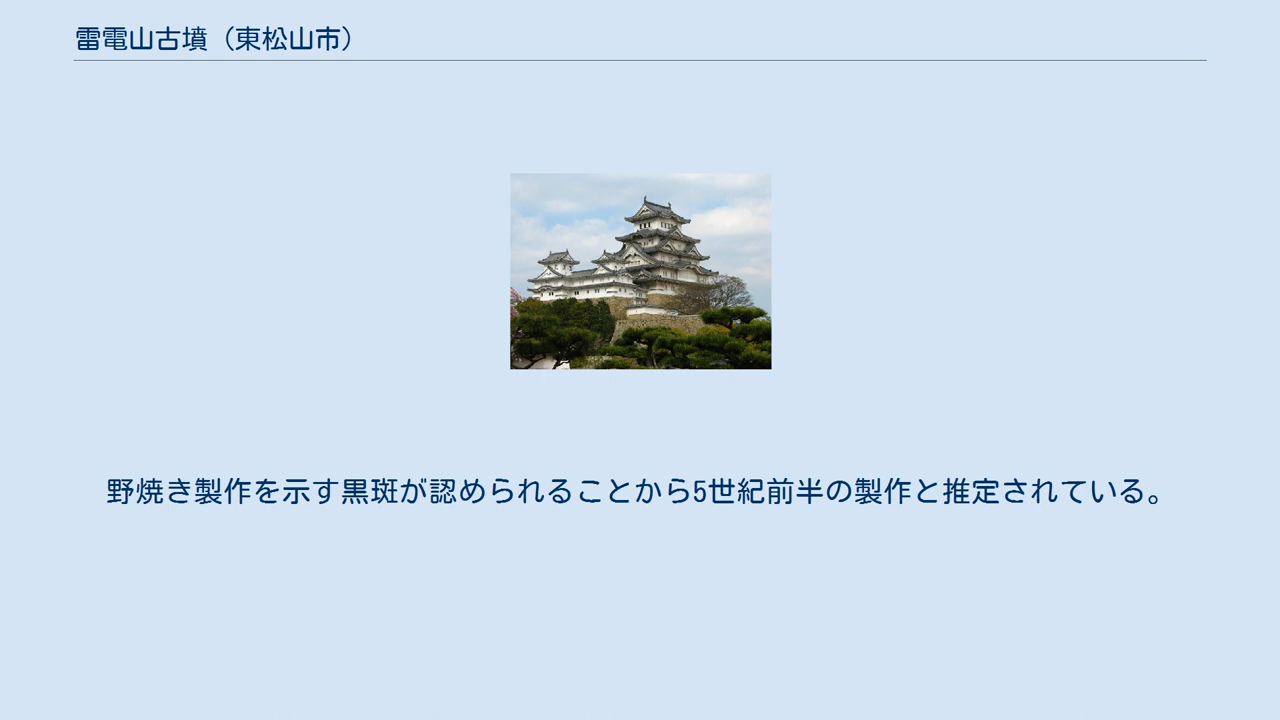 雷電山古墳（東松山市）
野焼き製作を示す黒斑が認められることから5世紀前半の製作と推定されている。